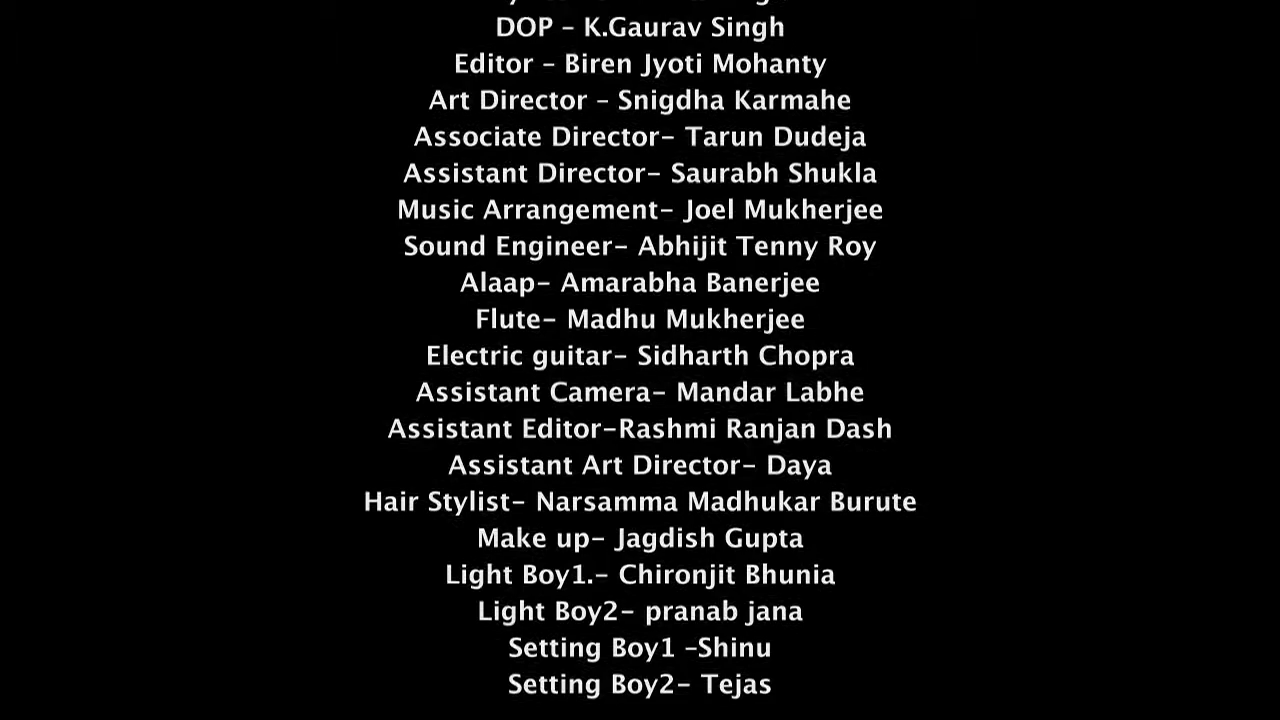 DOP - K.Gaurav Singh
Editor - Biren Jyoti Mohanty
Art Director - Snigdha Karmahe
Associate Director- Tarun Dudeja
Assistant Director- Saurabh Shukla
Music Arrangement- Joel Mukherjee
Sound Engineer- Abhijit Tenny Roy
Alaap- Amarabha Banerjee
Flute- Madhu Mukherjee
Electric guitar- Sidharth Chopra
Assistant Camera- Mandar Labhe
Assistant Editor-Rashmi Ranjan Dash
Assistant Art Director- Daya
Hair Stylist- Narsamma Madhukar Burute
Make up- Jagdish Gupta
Light Boy1.- Chironjit Bhunia
Light Boy2- pranab jana
Setting Boy1 -Shinu
Setting Boy2- Tejas